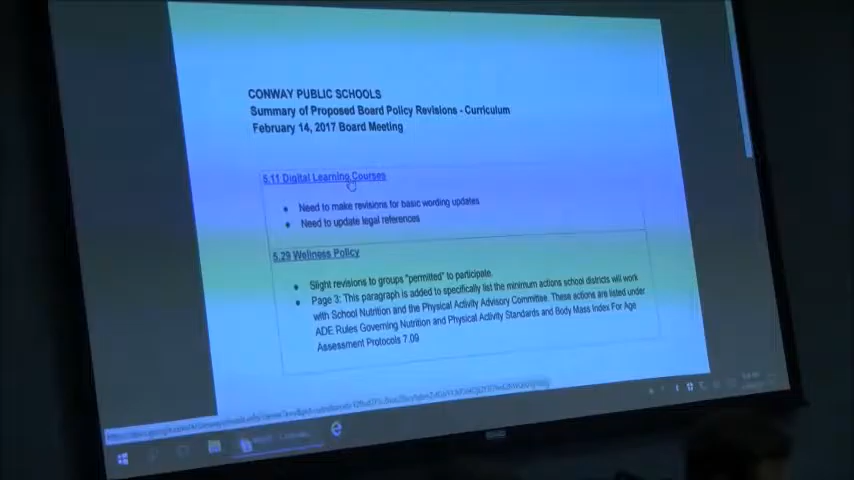 CONWAY PUBLIC SCHOOLS
Summary of Proposed Board Policy Revisions - Curriculum
February 14, 2017 Board Meeting
5.11 Digital Learning Courses
• Need to make revisions for basic wording updates
• Need to update legal references
5.29 Wellness Policy
• Slight revisions to groups "permitted" to participate.
• Page 3: This paragraph is added to specifically list the minimum actions school districts will work
with School Nutrition and the Physical Activity Advisory Committee. These actions are listed under
ADE Rules Governing Nutrition and Physical Activity Standards and Body Mass Index For Age
Assessment Protocols 7.09